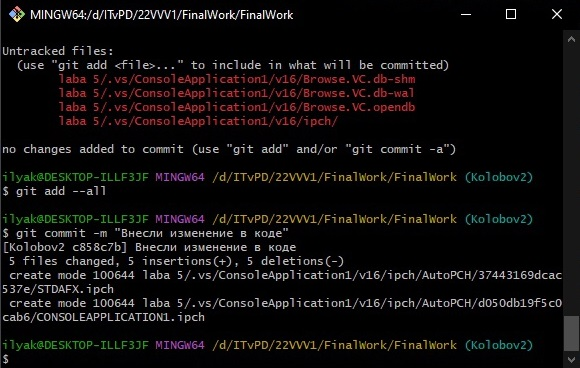 MINGW64:/d/ITvPD/22VVV1/FinalWork/FinalWork
Untracked files:
(use "git add <file>..." to include in what will be committed)
laba 5/.vs/ConsoleApplication1/v16/Browse.VC.db-shm
laba 5/.vs/ConsoleApplication1/v16/Browse.VC.db-wal
laba 5/.vs/ConsoleApplication1/v16/Browse.VC.opendb
laba 5/.vs/ConsoleApplication1/v16/ipch/
no changes added to commit (use "git add" and/or "git commit -a")
ilyak@DESKTOP-ILLF3JF MINGW64 /d/ITvPD/22VVV1/FinalWork/FinalWork (Kolobov2)
$ git add --all
ilyak@DESKTOP-ILLF3JF MINGW64 /d/ITvPD/22VVV1/FinalWork/FinalWork (Kolobov2)
$ git commit -m "Внесли изменение в коде"
[Kolobov2 c858c7b] Внесли изменение в коде
5 files changed, 5 insertions(+), 5 deletions(-)
create mode 100644 laba 5/.vs/ConsoleApplication1/v16/ipch/AutoPCH/37443169dcac
537e/STDAFX.ipch
create mode 100644 laba 5/.vs/ConsoleApplication1/v16/ipch/AutoPCH/d050db19f5c0
cab6/CONSOLEAPPLICATION1.ipch
ilyak@DESKTOP-ILLF3JF MINGW64 /d/ITvPD/22VVV1/FinalWork/FinalWork (Kolobov2)
$